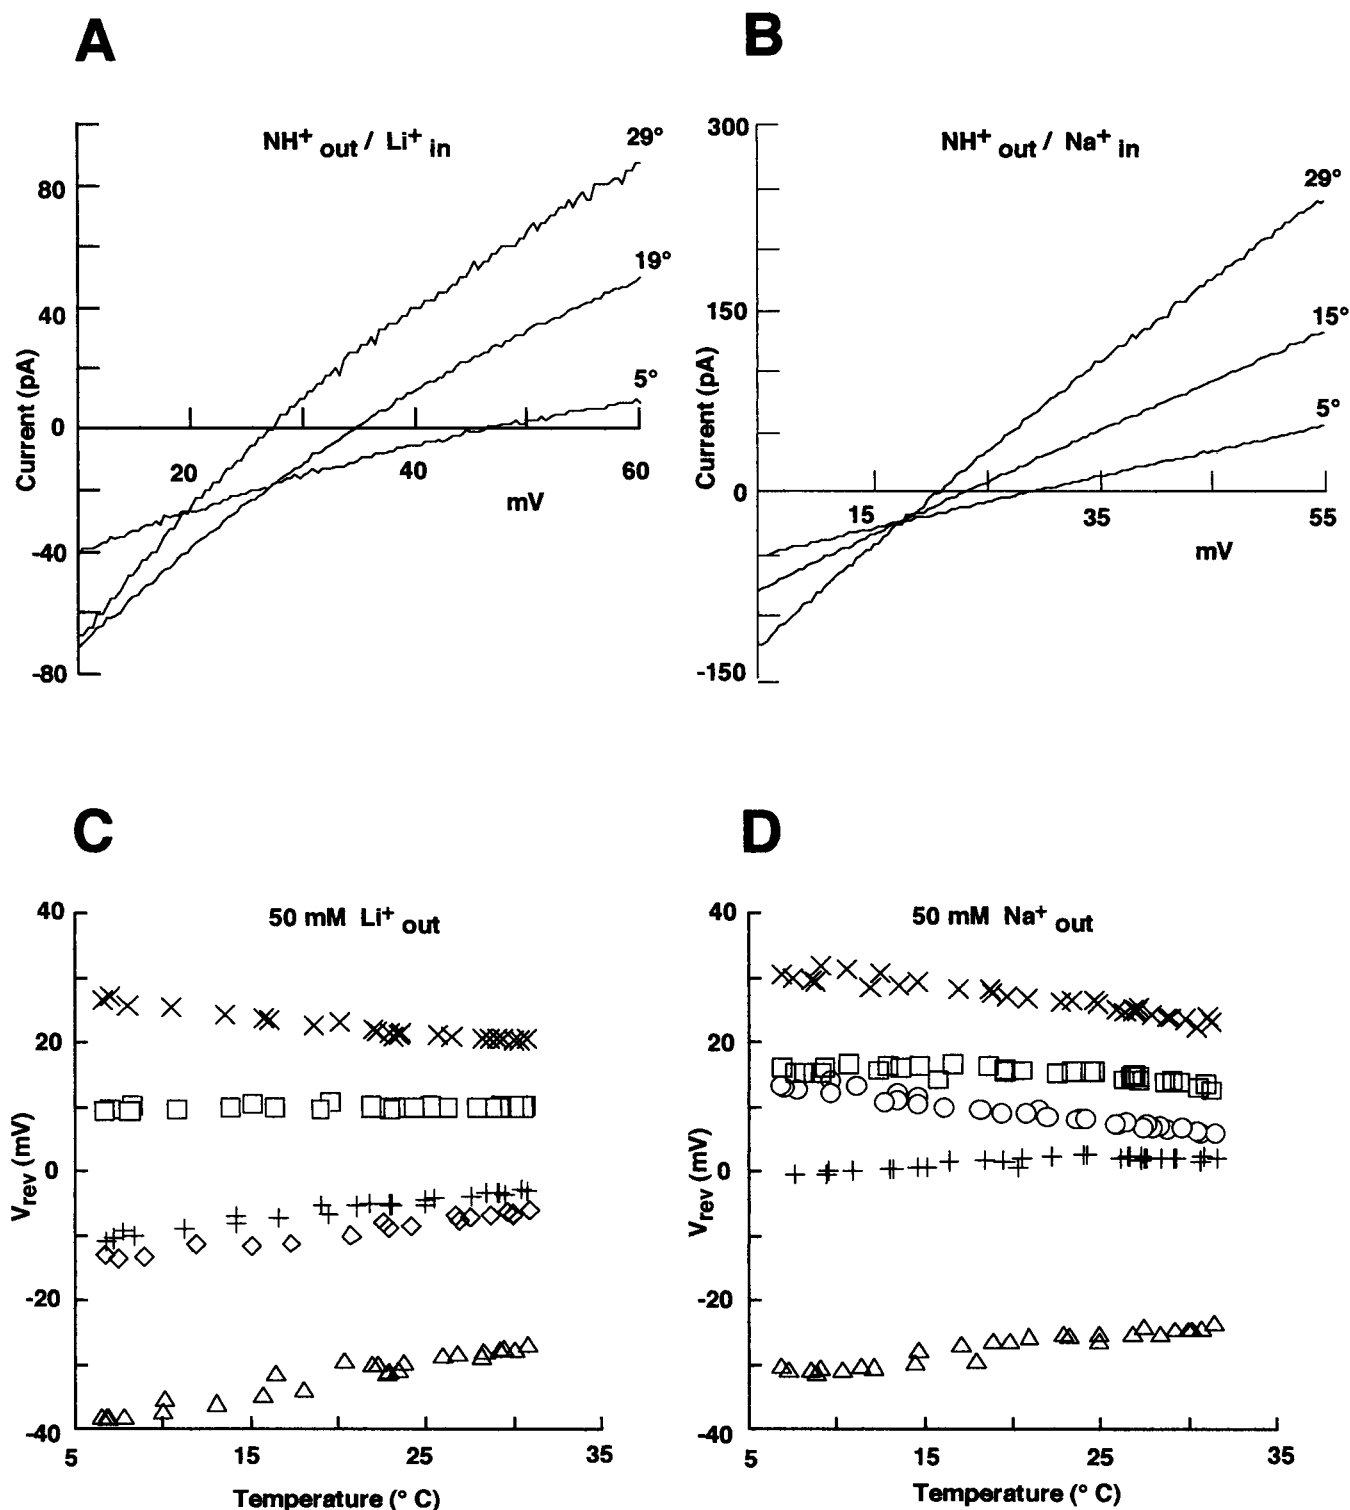 A
B
NH+ out / Li+ in
29°
19°
5°
80
40
0
-40
-80
20
40
60
mV
Current (pA)
NH+ out / Na+ in
29°
15°
5°
300
150
0
-150
15
35
55
mV
Current (pA)
C
D
50 mM Li+ out
40
20
0
-20
-40
Vrev (mV)
5
15
25
35
Temperature (° C)
50 mM Na+ out
40
20
0
-20
-40
Vrev (mV)
5
15
25
35
Temperature (° C)